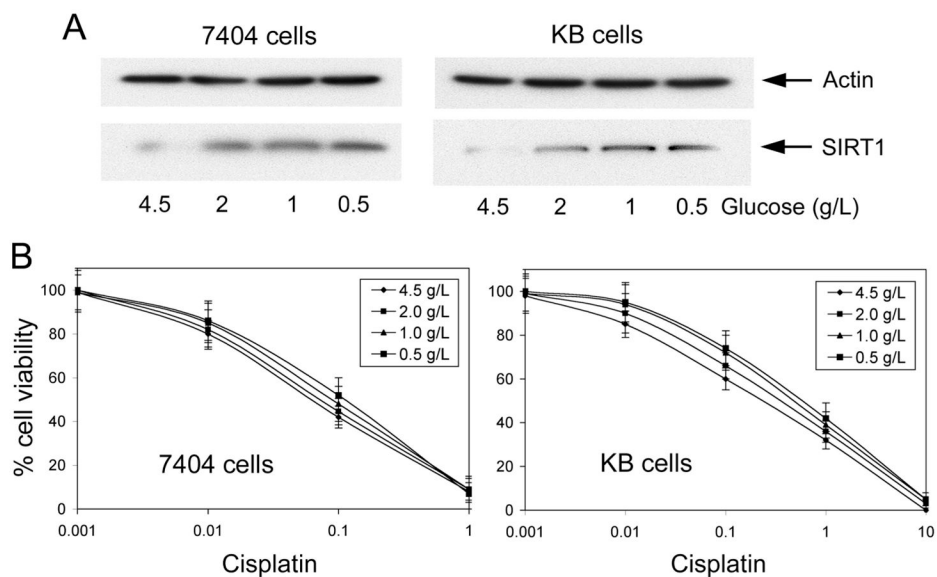 A
7404 cells
KB cells
Actin
SIRT1
4.5 2 1 0.5 4.5 2 1 0.5 Glucose (g/L)
B
% cell viability
100
80
60
40
20
0
0.001 0.01 0.1 1
Cisplatin
4.5 g/L
2.0 g/L
1.0 g/L
0.5 g/L
7404 cells
100
80
60
40
20
0
0.001 0.01 0.1 1 10
Cisplatin
4.5 g/L
2.0 g/L
1.0 g/L
0.5 g/L
KB cells